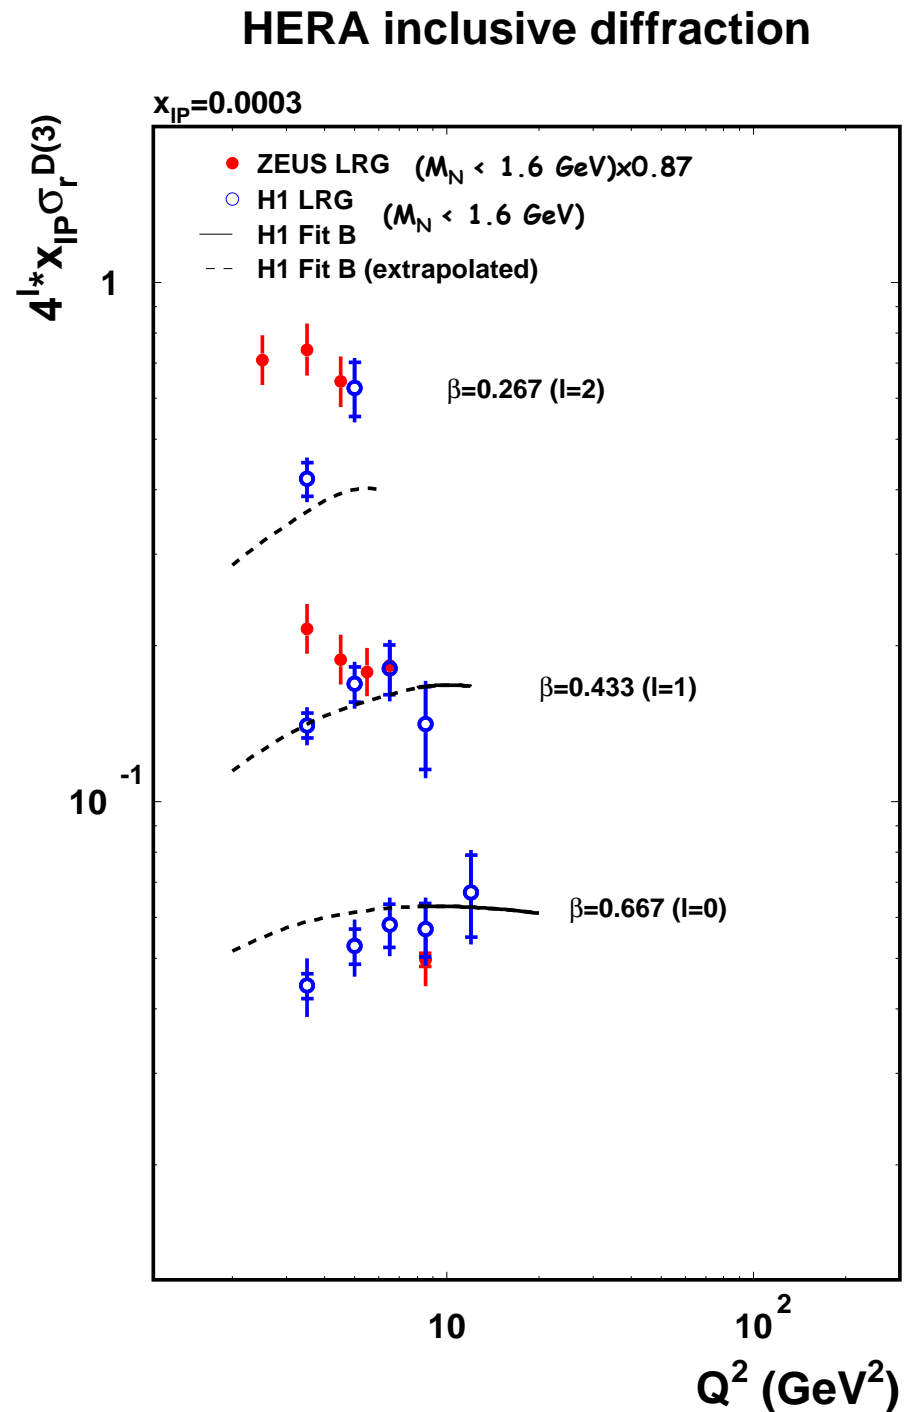 HERA inclusive diffraction
x_IP=0.0003
4^l*x_IP σ_r^D(3)
ZEUS LRG (M_N < 1.6 GeV)x0.87
H1 LRG (M_N < 1.6 GeV)
H1 Fit B
H1 Fit B (extrapolated)
1
β=0.267 (l=2)
β=0.433 (l=1)
10^-1
β=0.667 (l=0)
10 10^2
Q^2 (GeV^2)